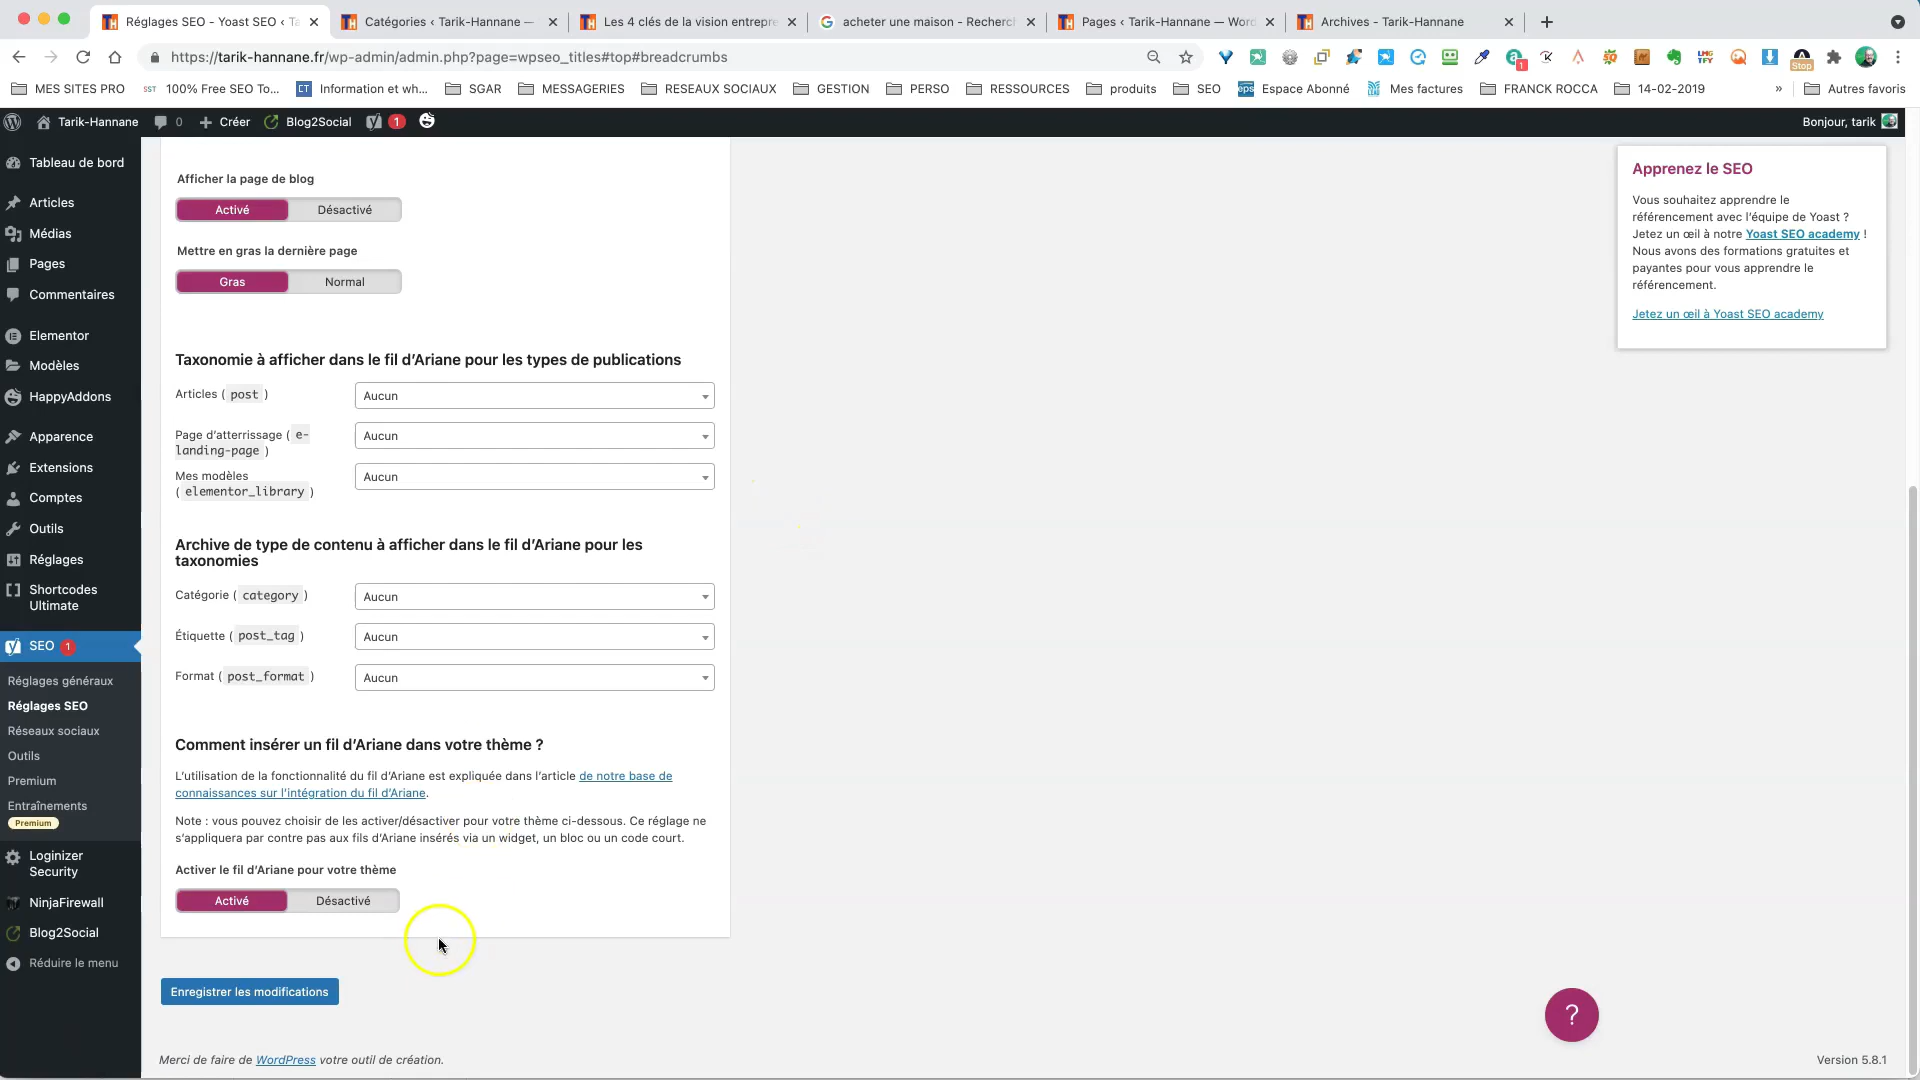 Réglages SEO - Yoast SEO ‹ Ta
Catégories ‹ Tarik-Hannane —
Les 4 clés de la vision entrepre
acheter une maison - Recherch
Pages ‹ Tarik-Hannane — Word
Archives - Tarik-Hannane
https://tarik-hannane.fr/wp-admin/admin.php?page=wpseo_titles#top#breadcrumbs
MES SITES PRO
100% Free SEO To...
Information et wh...
SGAR
MESSAGERIES
RESEAUX SOCIAUX
GESTION
PERSO
RESSOURCES
produits
SEO
Espace Abonné
Mes factures
FRANCK ROCCA
14-02-2019
»
Autres favoris
Tarik-Hannane
0
Créer
Blog2Social
1
Bonjour, tarik
Tableau de bord
Articles
Médias
Pages
Commentaires
Elementor
Modèles
HappyAddons
Apparence
Extensions
Comptes
Outils
Réglages
Shortcodes
Ultimate
SEO 1
Réglages généraux
Réglages SEO
Réseaux sociaux
Outils
Premium
Entraînements
Premium
Loginizer
Security
NinjaFirewall
Blog2Social
Réduire le menu
Afficher la page de blog
Activé Désactivé
Mettre en gras la dernière page
Gras Normal
Taxonomie à afficher dans le fil d’Ariane pour les types de publications
Articles ( post ) Aucun
Page d’atterrissage ( e-
landing-page ) Aucun
Mes modèles
( elementor_library ) Aucun
Archive de type de contenu à afficher dans le fil d’Ariane pour les
taxonomies
Catégorie ( category ) Aucun
Étiquette ( post_tag ) Aucun
Format ( post_format ) Aucun
Comment insérer un fil d’Ariane dans votre thème ?
L’utilisation de la fonctionnalité du fil d’Ariane est expliquée dans l’article de notre base de
connaissances sur l’intégration du fil d’Ariane.
Note : vous pouvez choisir de les activer/désactiver pour votre thème ci-dessous. Ce réglage ne
s’appliquera par contre pas aux fils d’Ariane insérés via un widget, un bloc ou un code court.
Activer le fil d’Ariane pour votre thème
Activé Désactivé
Enregistrer les modifications
Merci de faire de WordPress votre outil de création.
Apprenez le SEO
Vous souhaitez apprendre le
référencement avec l’équipe de Yoast ?
Jetez un œil à notre Yoast SEO academy !
Nous avons des formations gratuites et
payantes pour vous apprendre le
référencement.
Jetez un œil à Yoast SEO academy
?
Version 5.8.1